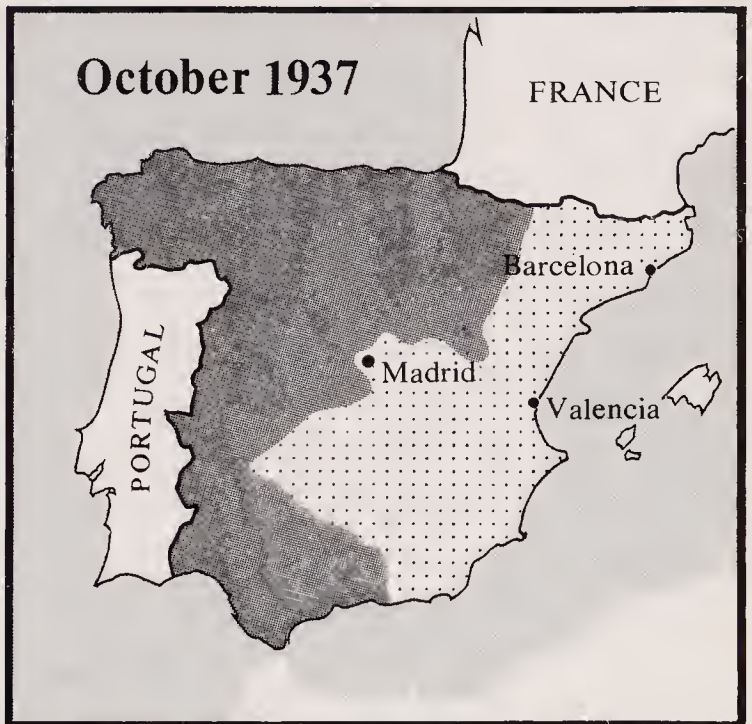 October 1937
FRANCE
Barcelona
Madrid
Valencia
PORTUGAL